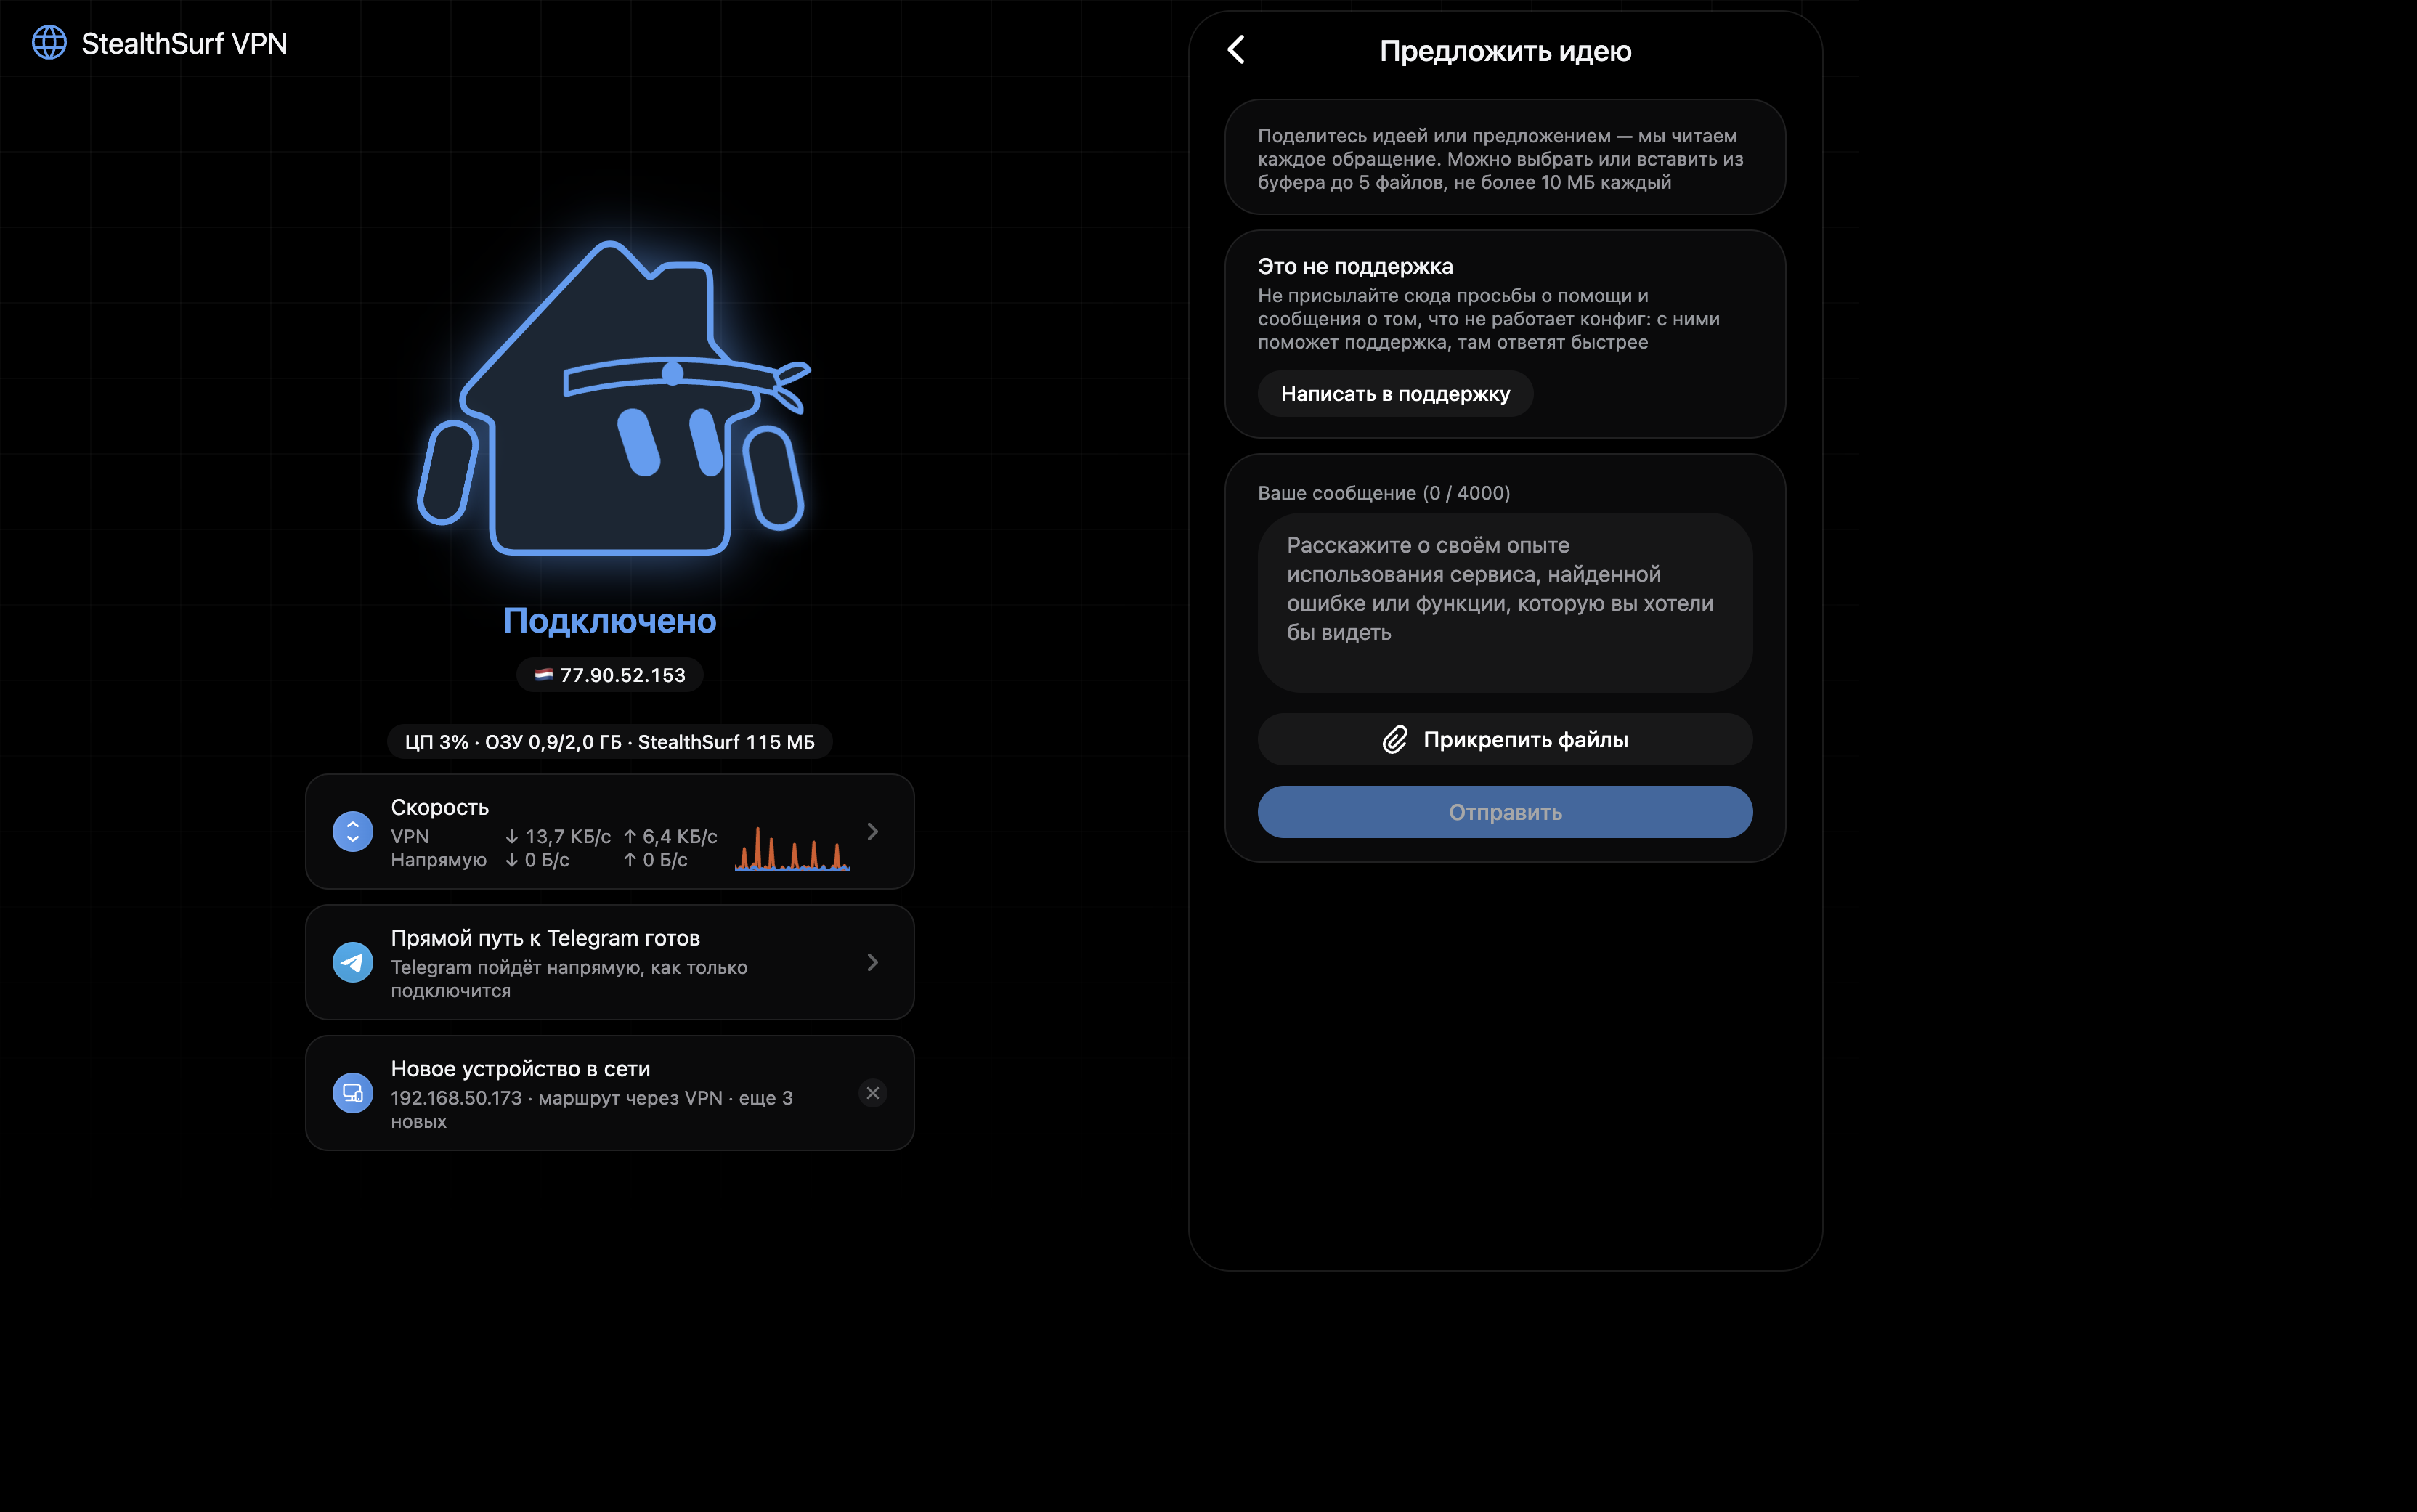 StealthSurf VPN
Подключено
77.90.52.153
ЦП 3% · ОЗУ 0,9/2,0 ГБ · StealthSurf 115 МБ
Скорость
VPN ↓ 13,7 КБ/с ↑ 6,4 КБ/с
Напрямую ↓ 0 Б/с ↑ 0 Б/с
Прямой путь к Telegram готов
Telegram пойдёт напрямую, как только
подключится
Новое устройство в сети
192.168.50.173 · маршрут через VPN · еще 3
новых
Предложить идею
Поделитесь идеей или предложением — мы читаем
каждое обращение. Можно выбрать или вставить из
буфера до 5 файлов, не более 10 МБ каждый
Это не поддержка
Не присылайте сюда просьбы о помощи и
сообщения о том, что не работает конфиг: с ними
поможет поддержка, там ответят быстрее
Написать в поддержку
Ваше сообщение (0 / 4000)
Расскажите о своём опыте
использования сервиса, найденной
ошибке или функции, которую вы хотели
бы видеть
Прикрепить файлы
Отправить